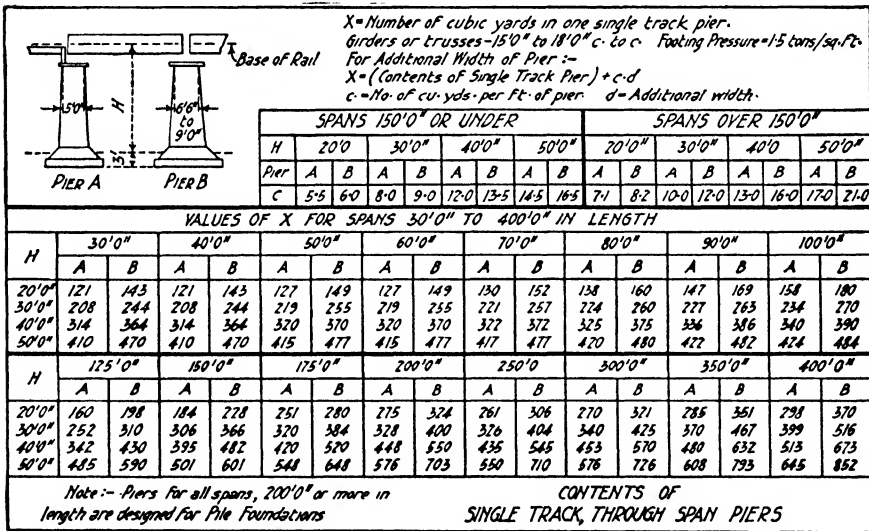 X=Number of cubic yards in one single track pier.
Girders or trusses-15'0" to 18'0" c. to c. Footing Pressure=1·5 tons/sq.ft.
For Additional Width of Pier :-
X=(Contents of Single Track Pier)+c·d
c=No. of cu. yds. per Ft. of pier. d=Additional width.
Base of Rail
5'0"
H
6'6"
to
9'0"
3'
PIER A PIER B
SPANS 150'0" OR UNDER SPANS OVER 150'0"
H 20'0 30'0" 40'0" 50'0" 20'0" 30'0" 40'0 50'0"
Pier A B A B A B A B A B A B A B A B
C 5·5 6·0 8·0 9·0 12·0 13·5 14·5 16·5 7·1 8·2 10·0 12·0 13·0 16·0 17·0 21·0
VALUES OF X FOR SPANS 30'0" TO 400'0" IN LENGTH
H 30'0" 40'0" 50'0" 60'0" 70'0" 80'0" 90'0" 100'0"
A B A B A B A B A B A B A B A B
20'0" 121 143 121 143 127 149 127 149 130 152 138 160 147 169 158 180
30'0" 208 244 208 244 219 255 219 255 221 257 224 260 227 263 234 270
40'0" 314 364 314 364 320 370 320 370 322 372 325 375 336 386 340 390
50'0" 410 470 410 470 415 477 415 477 417 477 420 480 422 482 424 484
H 125'0" 150'0" 175'0" 200'0" 250'0 300'0" 350'0" 400'0"
A B A B A B A B A B A B A B A B
20'0" 160 198 184 228 251 280 275 324 261 306 270 321 285 351 298 370
30'0" 252 310 306 366 320 384 328 400 326 404 340 425 370 467 399 516
40'0" 342 430 395 482 420 520 448 550 435 545 453 570 480 632 513 673
50'0" 485 590 501 601 548 648 576 703 550 710 576 726 608 793 645 852
Note :- Piers for all spans, 200'0" or more in
length are designed for Pile Foundations
CONTENTS OF
SINGLE TRACK, THROUGH SPAN PIERS